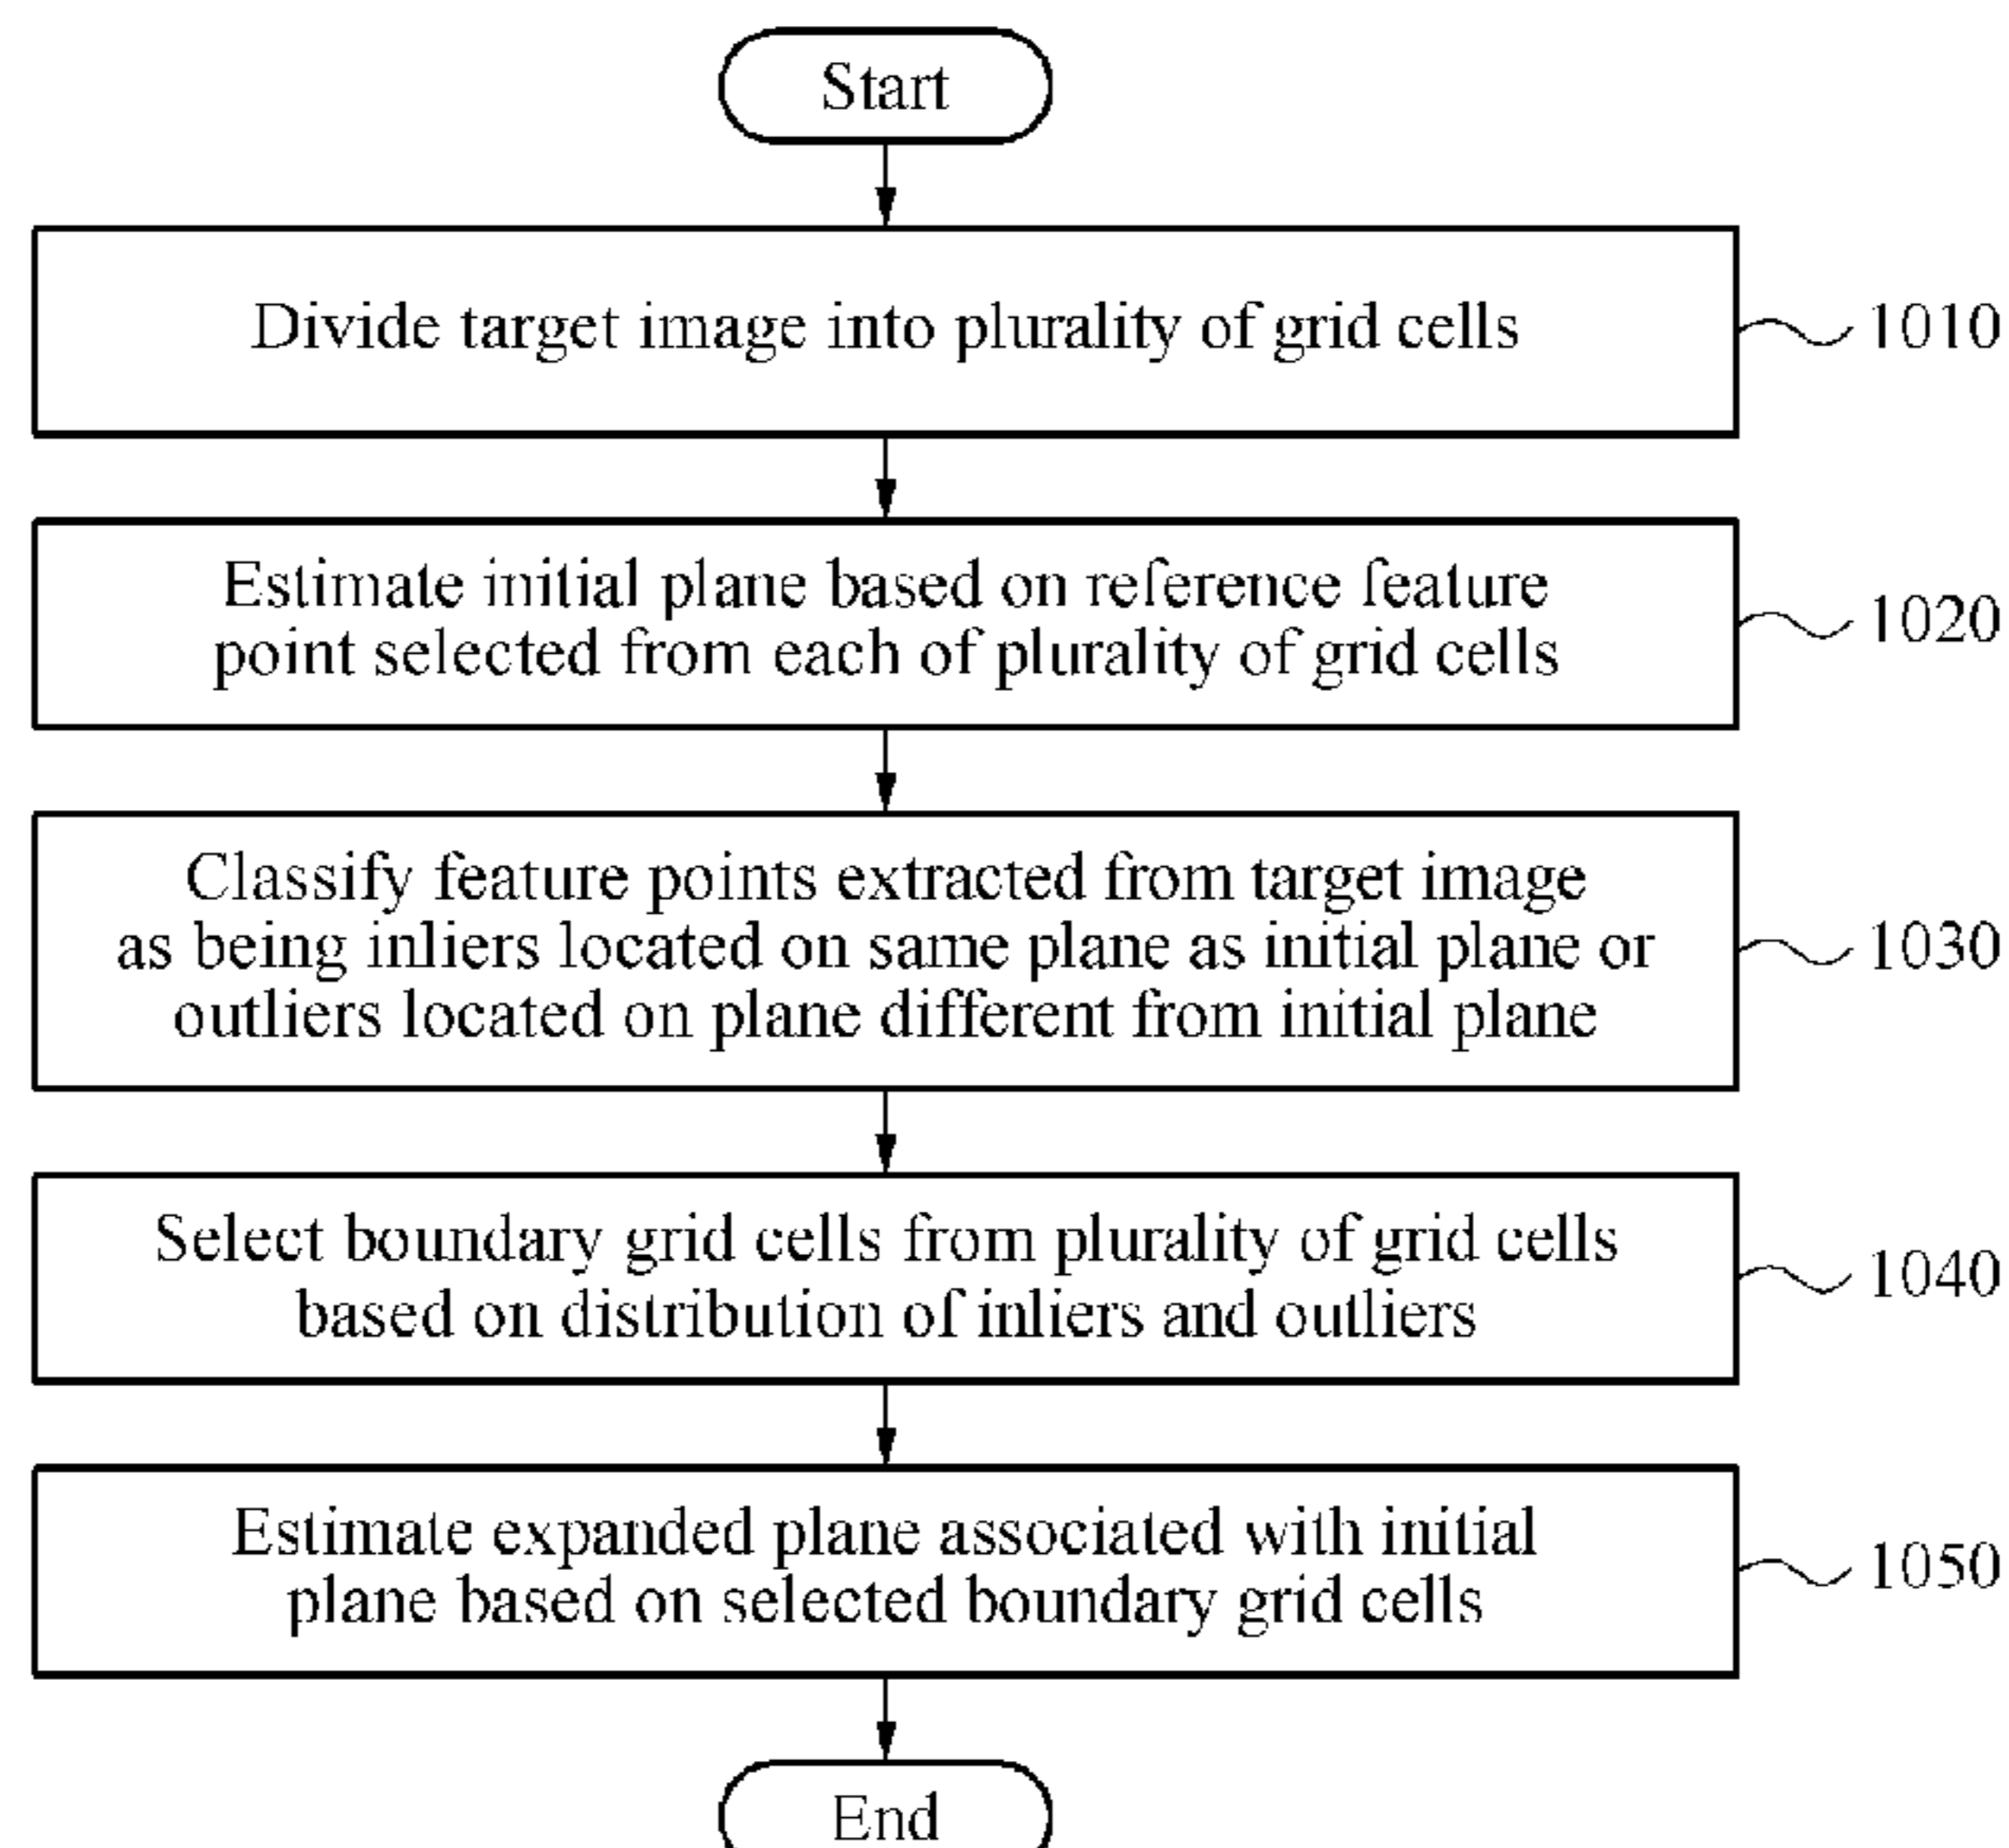 Start
Divide target image into plurality of grid cells
1010
Estimate initial plane based on reference feature
point selected from each of plurality of grid cells
1020
Classify feature points extracted from target image
as being inliers located on same plane as initial plane or
outliers located on plane different from initial plane
1030
Select boundary grid cells from plurality of grid cells
based on distribution of inliers and outliers
1040
Estimate expanded plane associated with initial
plane based on selected boundary grid cells
1050
End